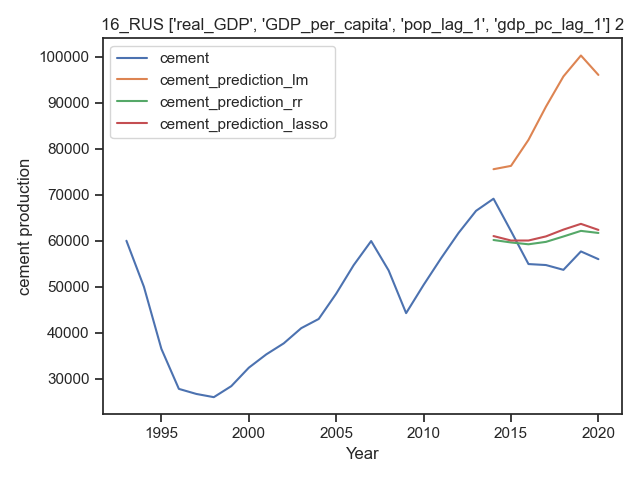 16_RUS ['real_GDP', 'GDP_per_capita', 'pop_lag_1', 'gdp_pc_lag_1'] 2
cement
cement_prediction_lm
cement_prediction_rr
cement_prediction_lasso
100000
90000
80000
70000
60000
50000
40000
30000
cement production
1995
2000
2005
2010
2015
2020
Year